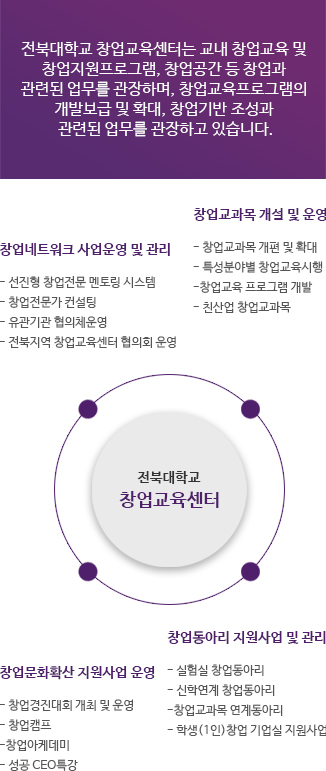 전북대학교 창업교육센터는 교내 창업교육 및
창업지원프로그램, 창업공간 등 창업과
관련된 업무를 관장하며, 창업교육프로그램의
개발보급 및 확대, 창업기반 조성과
관련된 업무를 관장하고 있습니다.
창업교과목 개설 및 운영
- 창업교과목 개편 및 확대
- 특성분야별 창업교육시행
-창업교육 프로그램 개발
- 친산업 창업교과목
창업네트워크 사업운영 및 관리
- 선진형 창업전문 멘토링 시스템
- 창업전문가 컨설팅
- 유관기관 협의체운영
- 전북지역 창업교육센터 협의회 운영
전북대학교
창업교육센터
창업동아리 지원사업 및 관리
- 실험실 창업동아리
- 신학연계 창업동아리
-창업교과목 연계동아리
- 학생(1인)창업 기업실 지원사업
창업문화확산 지원사업 운영
- 창업경진대회 개최 및 운영
- 창업캠프
-창업아케데미
- 성공 CEO특강